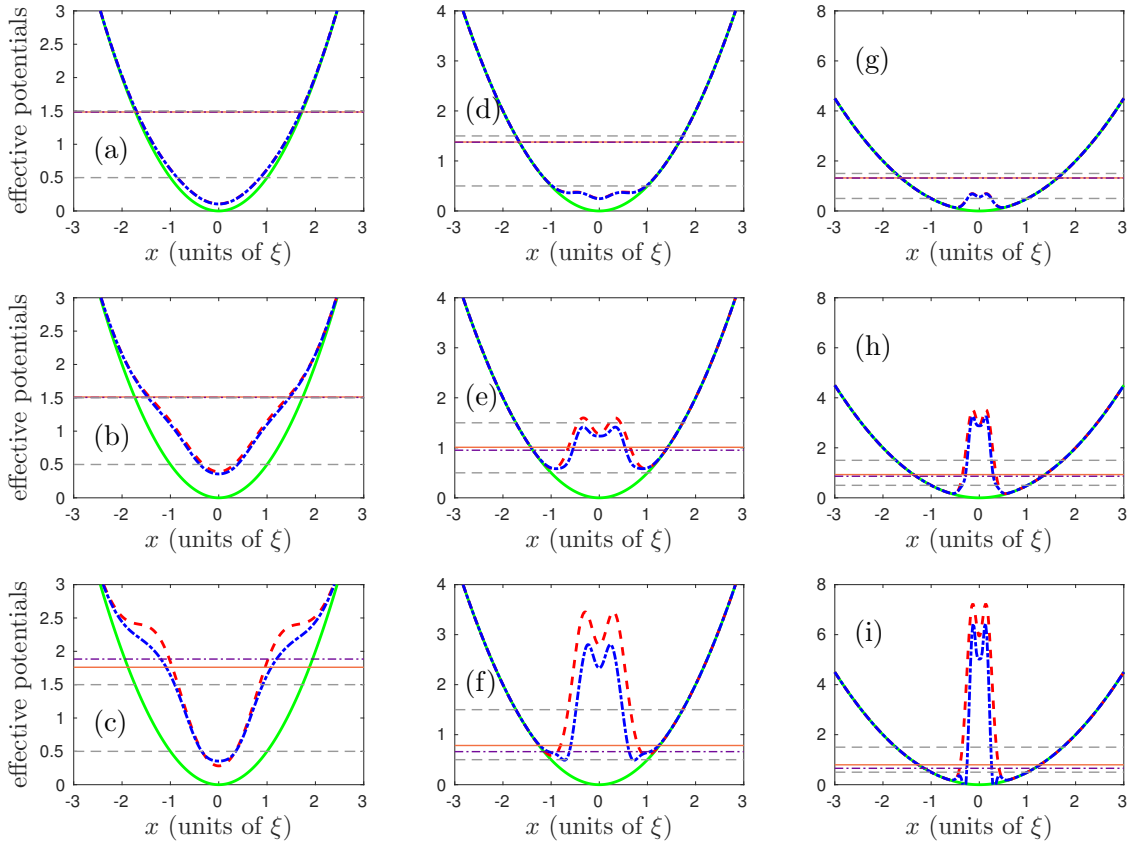 3
2.5
2
1.5
1
0.5
0
-3 -2 -1 0 1 2 3
effective potentials
x (units of ξ)
(a)
4
3
2
1
0
-3 -2 -1 0 1 2 3
x (units of ξ)
(d)
8
6
4
2
0
-3 -2 -1 0 1 2 3
x (units of ξ)
(g)
3
2.5
2
1.5
1
0.5
0
-3 -2 -1 0 1 2 3
effective potentials
x (units of ξ)
(b)
4
3
2
1
0
-3 -2 -1 0 1 2 3
x (units of ξ)
(e)
8
6
4
2
0
-3 -2 -1 0 1 2 3
x (units of ξ)
(h)
3
2.5
2
1.5
1
0.5
0
-3 -2 -1 0 1 2 3
effective potentials
x (units of ξ)
(c)
4
3
2
1
0
-3 -2 -1 0 1 2 3
x (units of ξ)
(f)
8
6
4
2
0
-3 -2 -1 0 1 2 3
x (units of ξ)
(i)